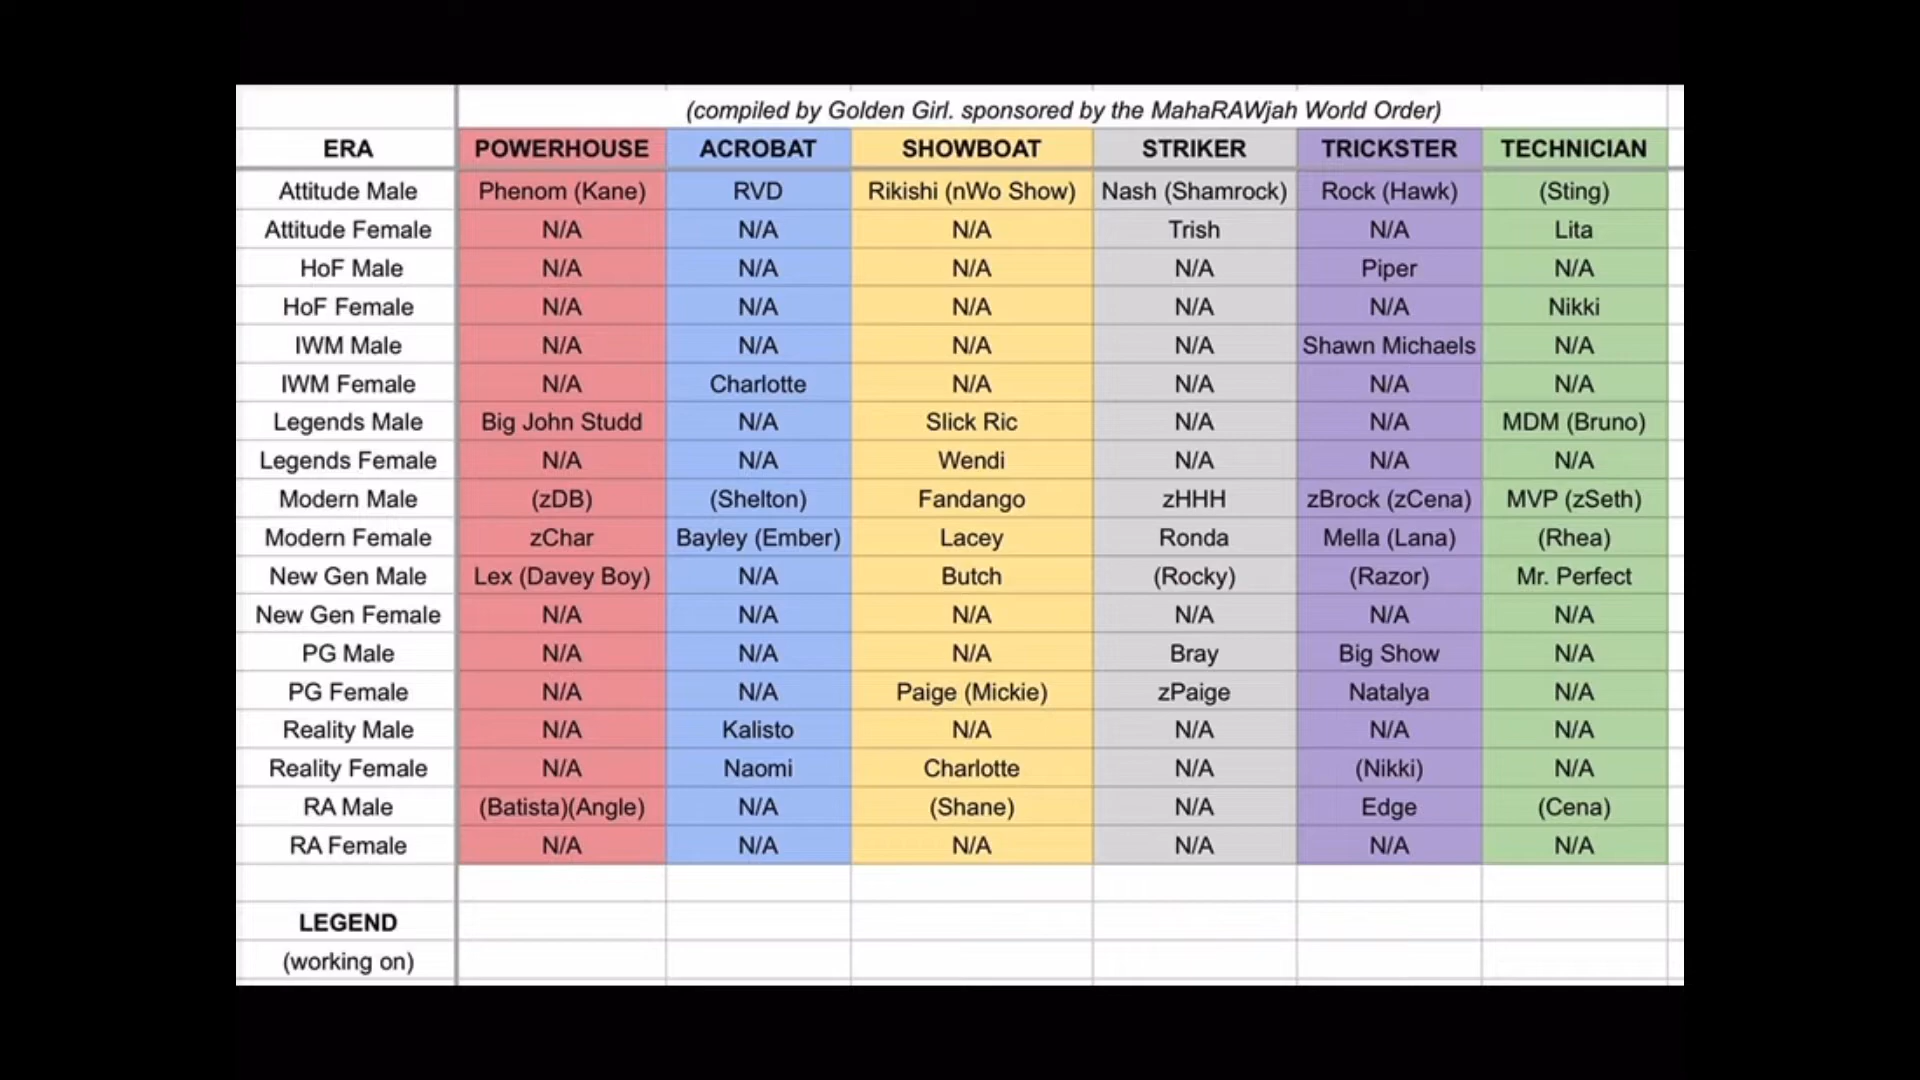 (compiled by Golden Girl. sponsored by the MahaRAWjah World Order)
ERA POWERHOUSE ACROBAT SHOWBOAT STRIKER TRICKSTER TECHNICIAN
Attitude Male Phenom (Kane) RVD Rikishi (nWo Show) Nash (Shamrock) Rock (Hawk) (Sting)
Attitude Female N/A N/A N/A Trish N/A Lita
HoF Male N/A N/A N/A N/A Piper N/A
HoF Female N/A N/A N/A N/A N/A Nikki
IWM Male N/A N/A N/A N/A Shawn Michaels N/A
IWM Female N/A Charlotte N/A N/A N/A N/A
Legends Male Big John Studd N/A Slick Ric N/A N/A MDM (Bruno)
Legends Female N/A N/A Wendi N/A N/A N/A
Modern Male (zDB) (Shelton) Fandango zHHH zBrock (zCena) MVP (zSeth)
Modern Female zChar Bayley (Ember) Lacey Ronda Mella (Lana) (Rhea)
New Gen Male Lex (Davey Boy) N/A Butch (Rocky) (Razor) Mr. Perfect
New Gen Female N/A N/A N/A N/A N/A N/A
PG Male N/A N/A N/A Bray Big Show N/A
PG Female N/A N/A Paige (Mickie) zPaige Natalya N/A
Reality Male N/A Kalisto N/A N/A N/A N/A
Reality Female N/A Naomi Charlotte N/A (Nikki) N/A
RA Male (Batista)(Angle) N/A (Shane) N/A Edge (Cena)
RA Female N/A N/A N/A N/A N/A N/A
LEGEND
(working on)